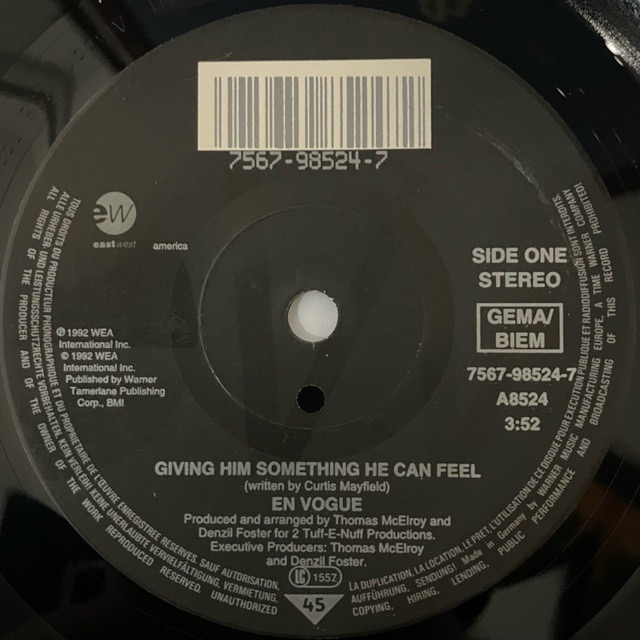 7567-98524-7
ew
eastwest
america
SIDE ONE
STEREO
GEMA/
BIEM
7567-98524-7
A8524
3:52
℗ 1992 WEA
International Inc.
© 1992 WEA
International Inc.
Published by Warner
Tamerlane Publishing
Corp., BMI
GIVING HIM SOMETHING HE CAN FEEL
(written by Curtis Mayfield)
EN VOGUE
Produced and arranged by Thomas McElroy and
Denzil Foster for 2 Tuff-E-Nuff Productions.
Executive Producers: Thomas McElroy
and Denzil Foster.
LC 1557
45
TOUS DROITS DU PRODUCTEUR PHONOGRAPHIQUE ET DU PROPRIETAIRE DE L'ŒUVRE ENREGISTREE RESERVES. SAUF AUTORISATION, LA DUPLICATION, LA LOCATION, LE PRET, L'UTILISATION DE CE DISQUE POUR EXECUTION PUBLIQUE ET RADIODIFFUSION SONT INTERDITS.
ALLE URHEBER- UND LEISTUNGSSCHUTZRECHTE VORBEHALTEN. KEIN VERLEIH! KEINE UNERLAUBTE VERVIELFÄLTIGUNG, VERMIETUNG, AUFFÜHRUNG, SENDUNG! Made in Germany by WARNER MUSIC MANUFACTURING EUROPE. A TIME WARNER COMPANY
ALL RIGHTS OF THE PRODUCER AND OF THE OWNER OF THE WORK REPRODUCED RESERVED. UNAUTHORIZED COPYING, HIRING, LENDING, PUBLIC PERFORMANCE AND BROADCASTING OF THIS RECORD PROHIBITED.